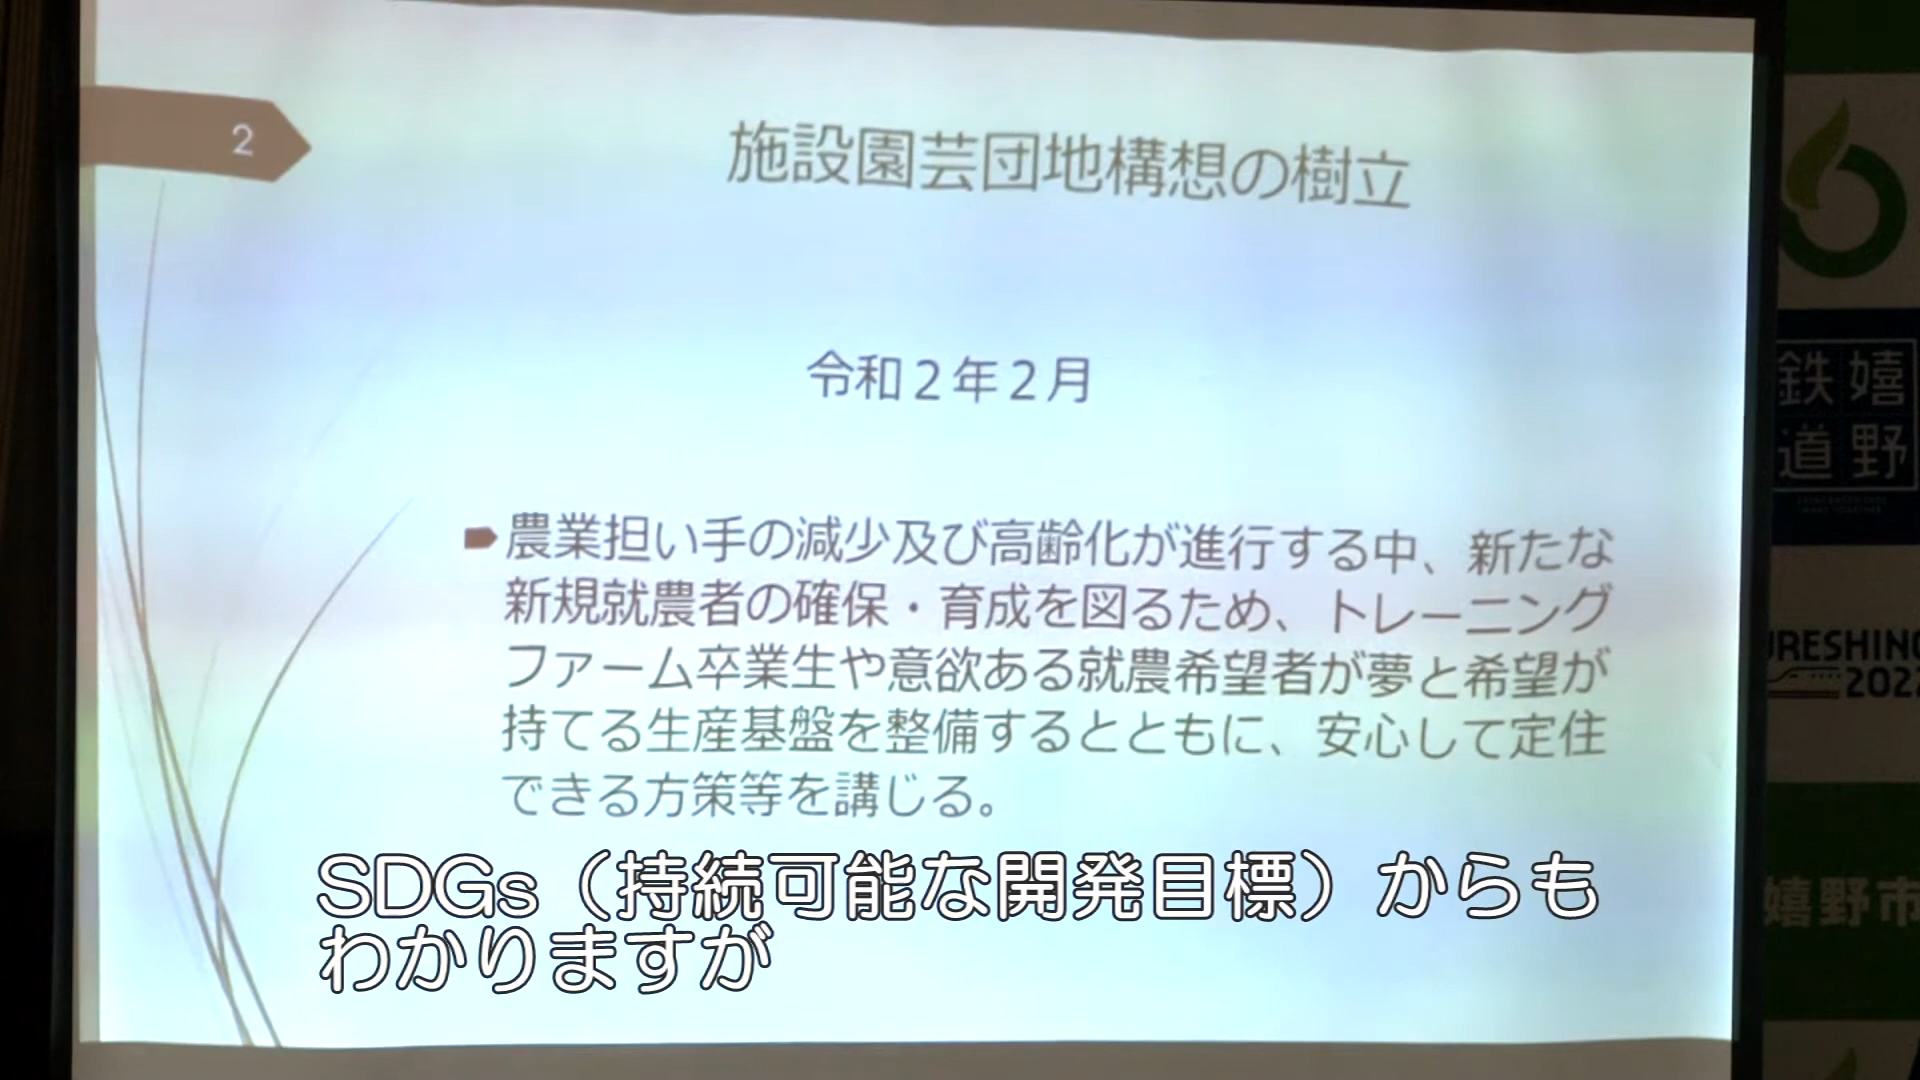 2
施設園芸団地構想の樹立
令和２年２月
農業担い手の減少及び高齢化が進行する中、新たな
新規就農者の確保・育成を図るため、トレーニング
ファーム卒業生や意欲ある就農希望者が夢と希望が
持てる生産基盤を整備するとともに、安心して定住
できる方策等を講じる。
SDGs（持続可能な開発目標）からも
わかりますが
鉄嬉
道野
URESHINO
2022
嬉野市